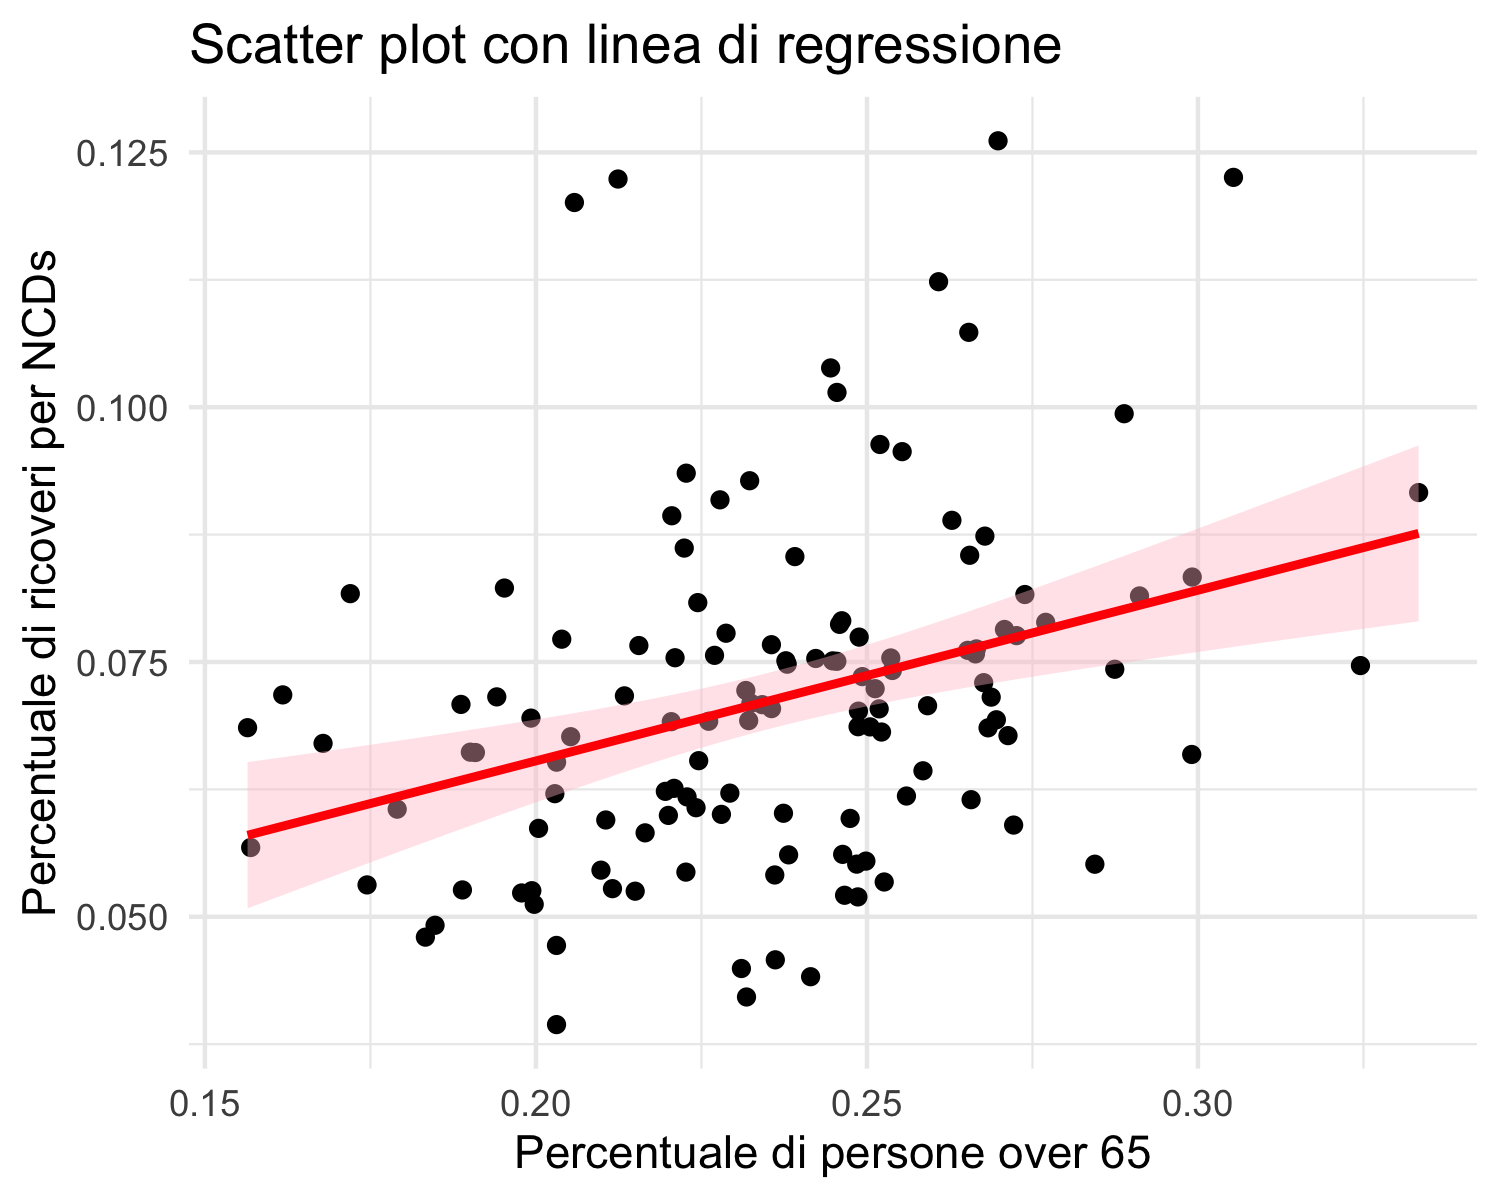 Scatter plot con linea di regressione
Percentuale di ricoveri per NCDs
0.125
0.100
0.075
0.050
0.15 0.20 0.25 0.30
Percentuale di persone over 65